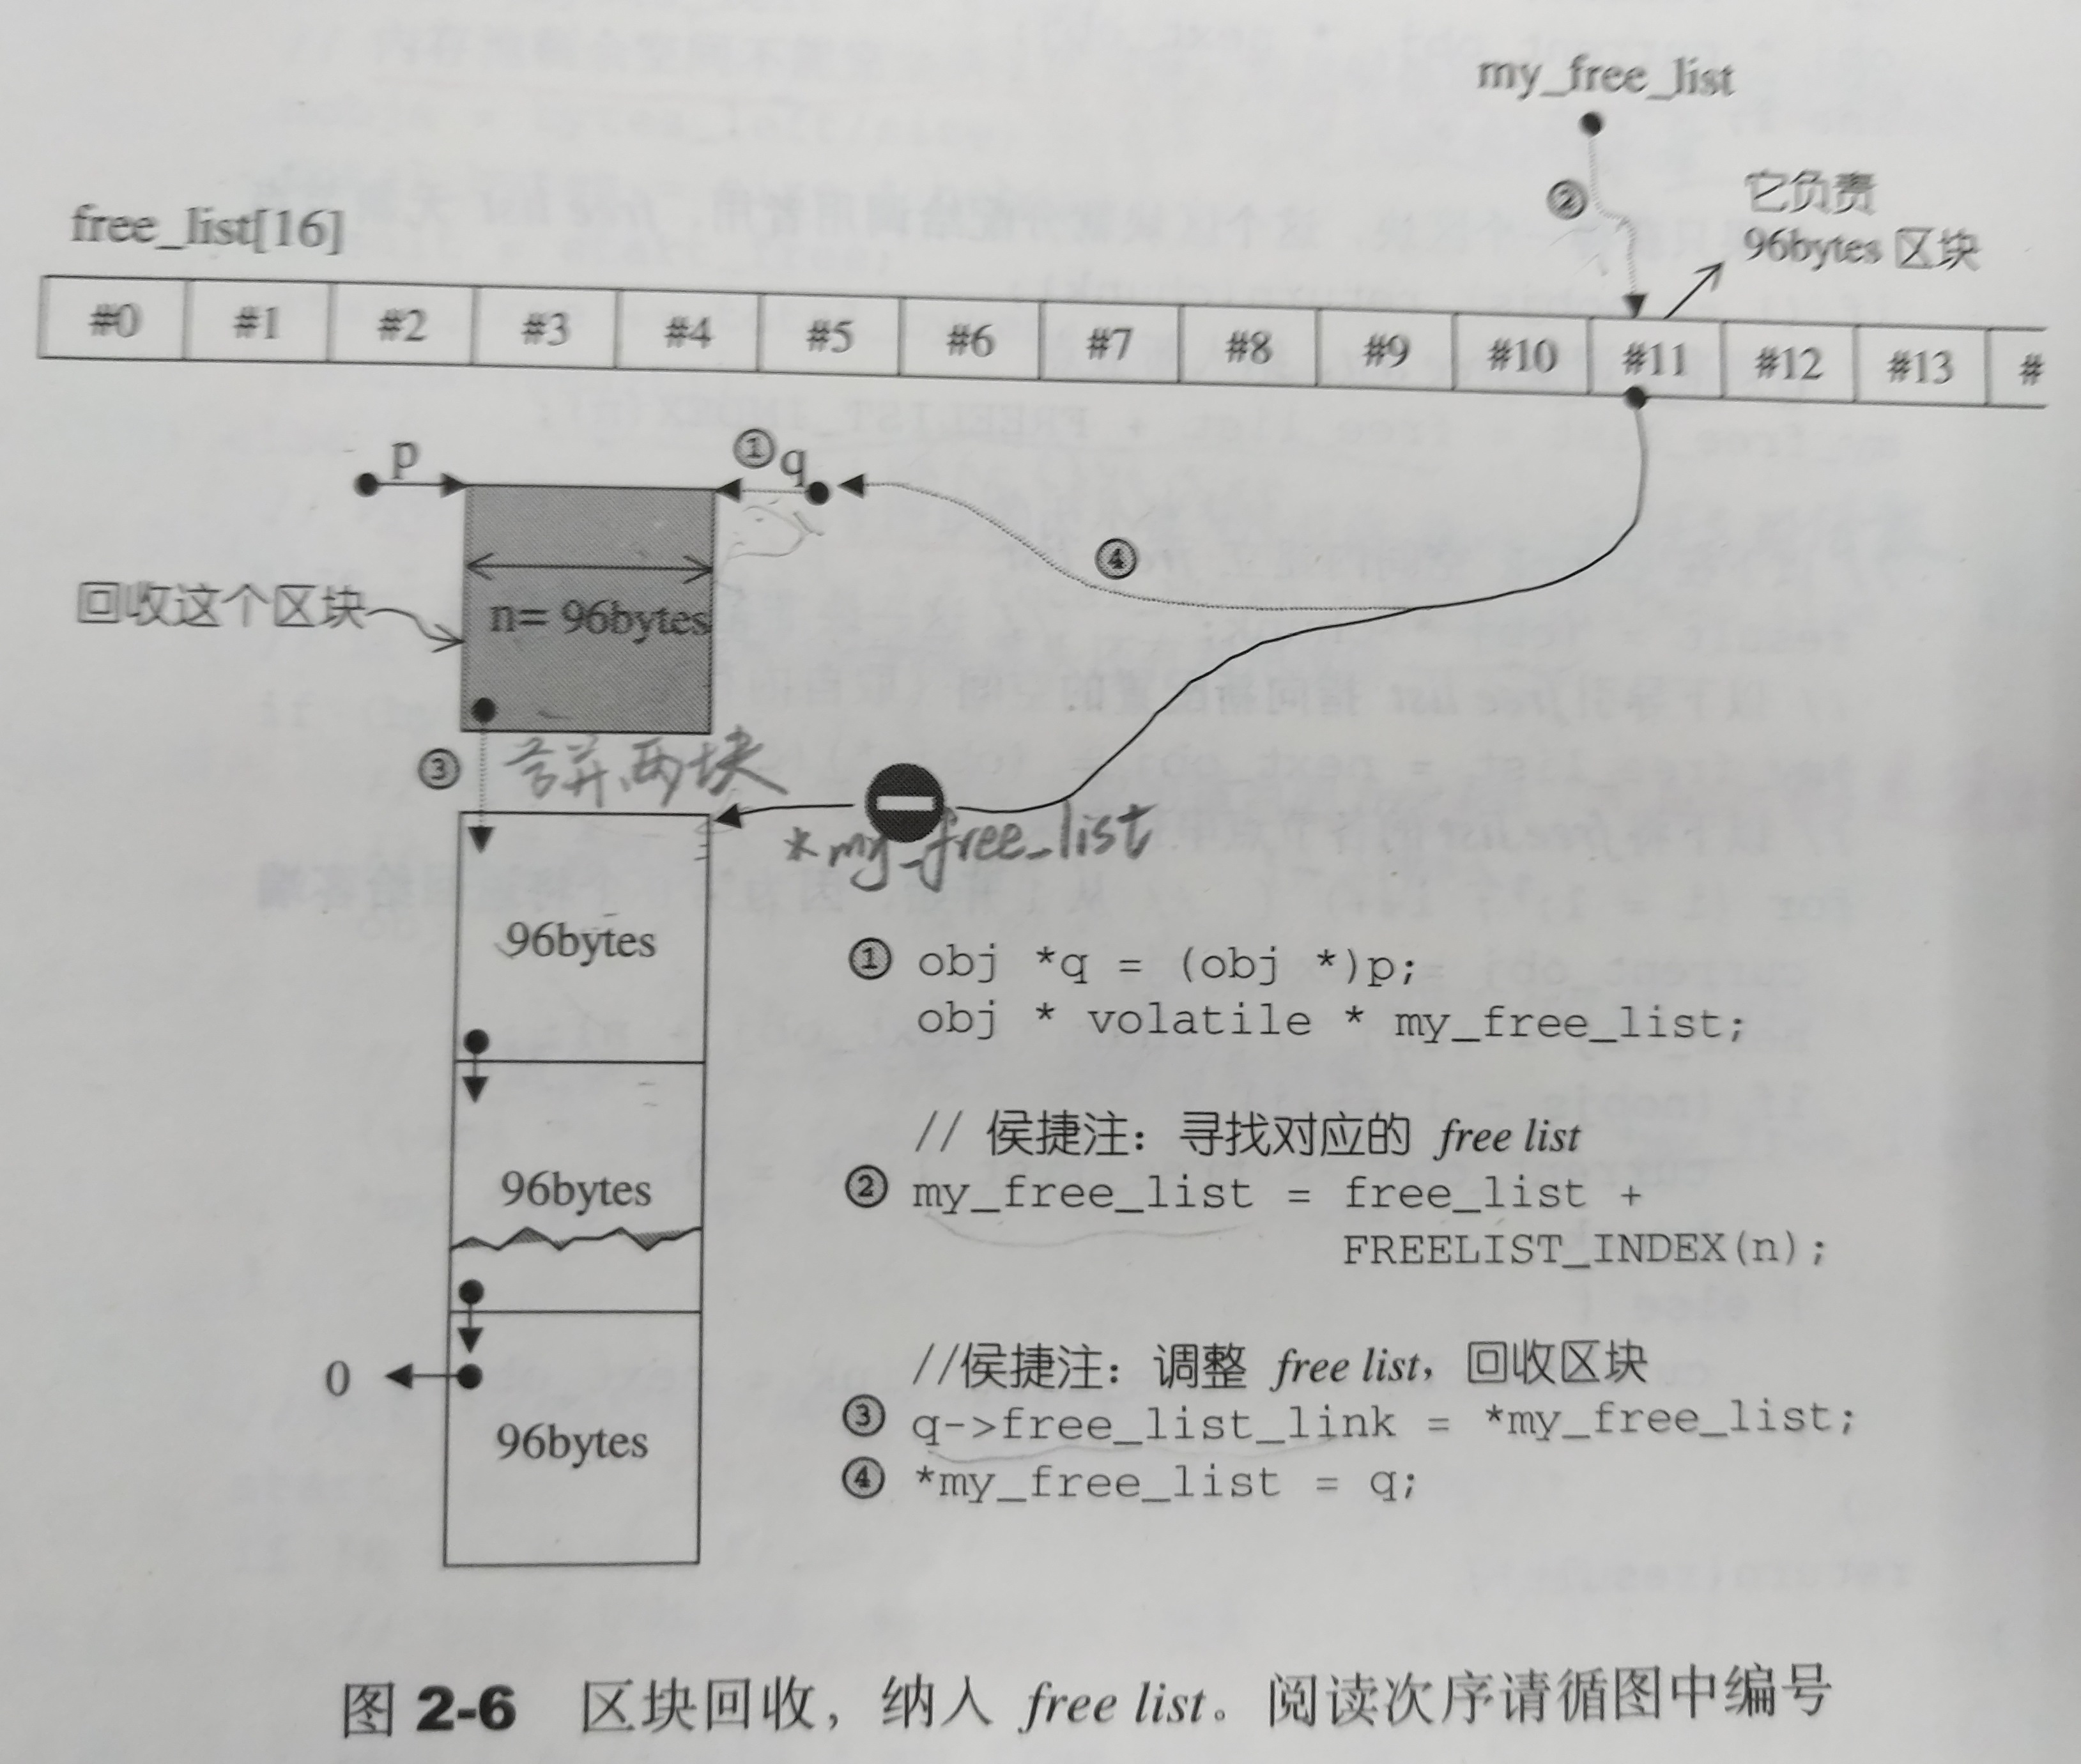 my_free_list
②
它负责
96bytes 区块
free_list[16]
#0 #1 #2 #3 #4 #5 #6 #7 #8 #9 #10 #11 #12 #13 #
p
① q
④
n= 96bytes
回收这个区块
③
合并两块
*my_free_list
96bytes
① obj *q = (obj *)p;
obj * volatile * my_free_list;
// 侯捷注：寻找对应的 free list
② my_free_list = free_list +
FREELIST_INDEX(n);
96bytes
//侯捷注：调整 free list，回收区块
③ q->free_list_link = *my_free_list;
④ *my_free_list = q;
0
96bytes
图 2-6 区块回收，纳入 free list。阅读次序请循图中编号